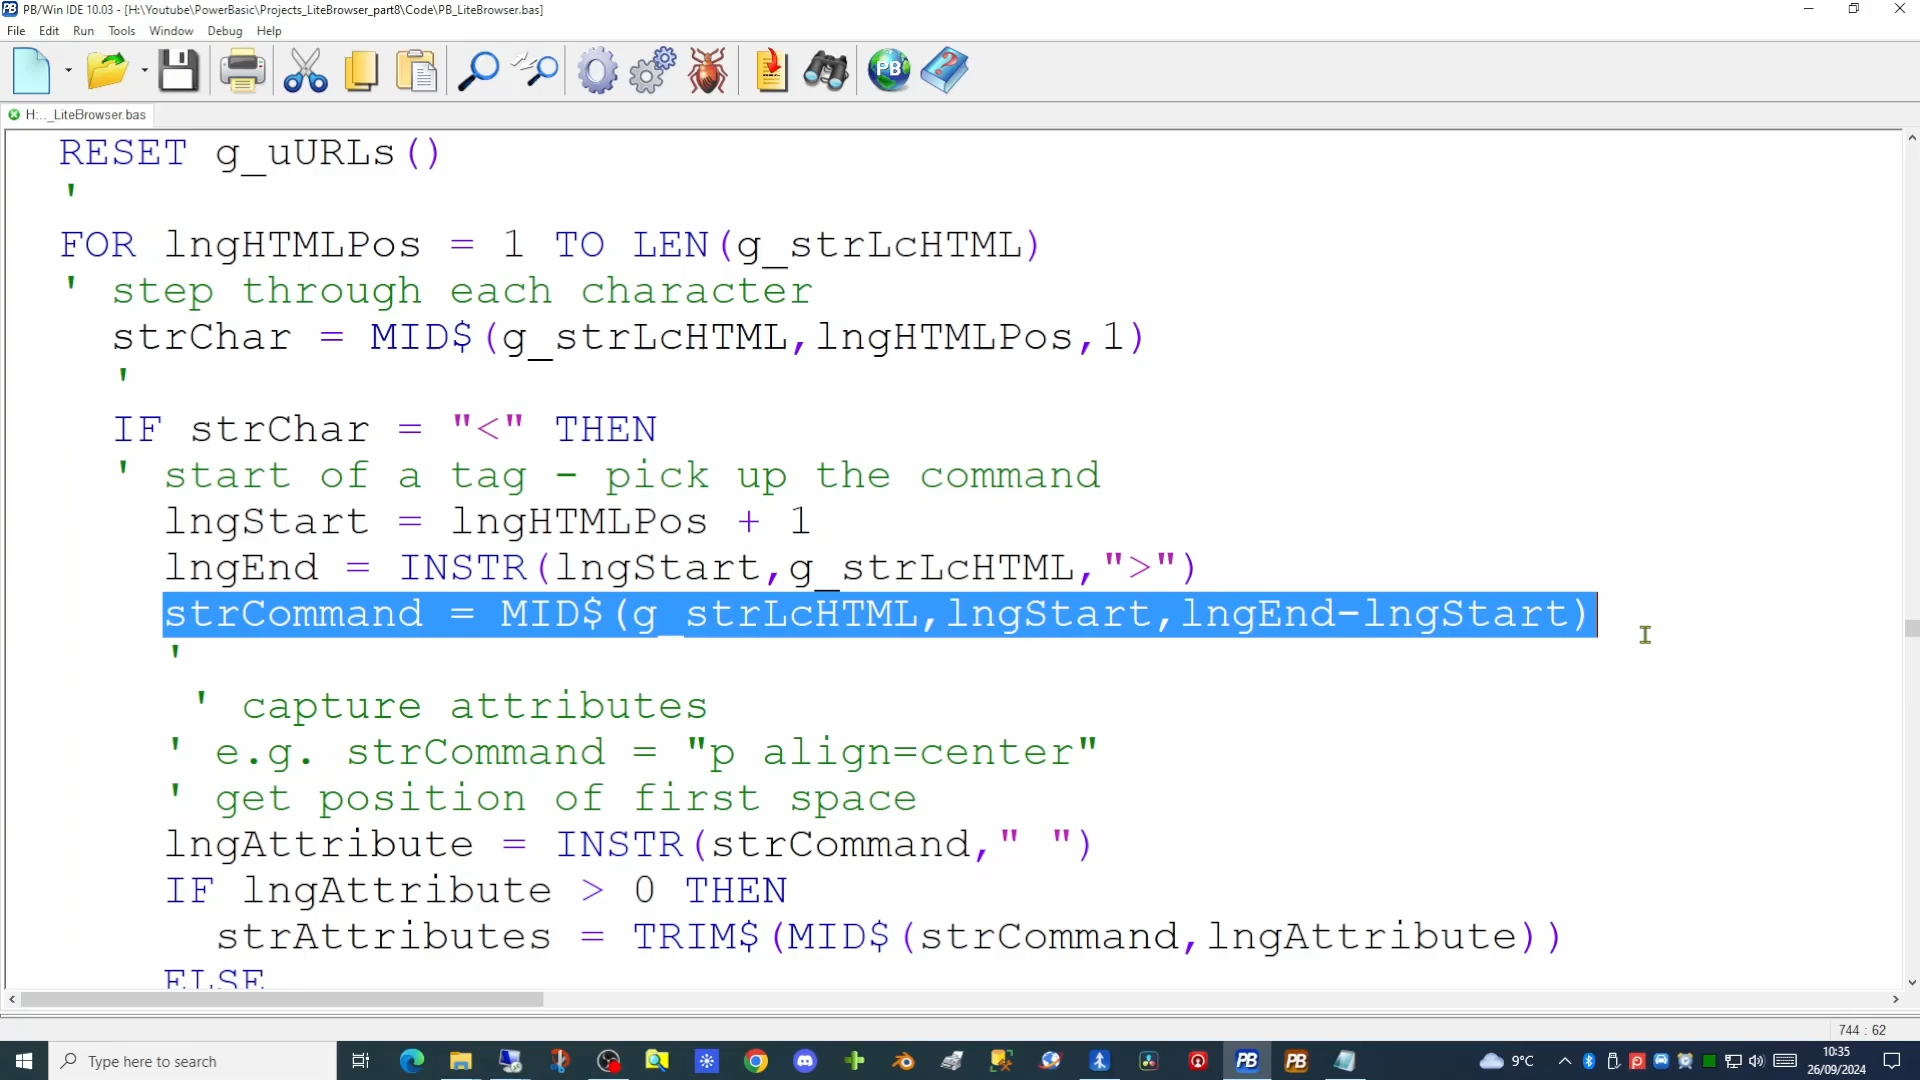 PB/Win IDE 10.03 - [H:\Youtube\PowerBasic\Projects_LiteBrowser_part8\Code\PB_LiteBrowser.bas]
File Edit Run Tools Window Debug Help
H:.._LiteBrowser.bas
RESET g_uURLs()
'
FOR lngHTMLPos = 1 TO LEN(g_strLcHTML)
' step through each character
strChar = MID$(g_strLcHTML,lngHTMLPos,1)
'
IF strChar = "<" THEN
' start of a tag - pick up the command
lngStart = lngHTMLPos + 1
lngEnd = INSTR(lngStart,g_strLcHTML,">")
strCommand = MID$(g_strLcHTML,lngStart,lngEnd-lngStart)
'
' capture attributes
' e.g. strCommand = "p align=center"
' get position of first space
lngAttribute = INSTR(strCommand," ")
IF lngAttribute > 0 THEN
strAttributes = TRIM$(MID$(strCommand,lngAttribute))
ELSE
744 : 62
Type here to search
9°C
10:35
26/09/2024